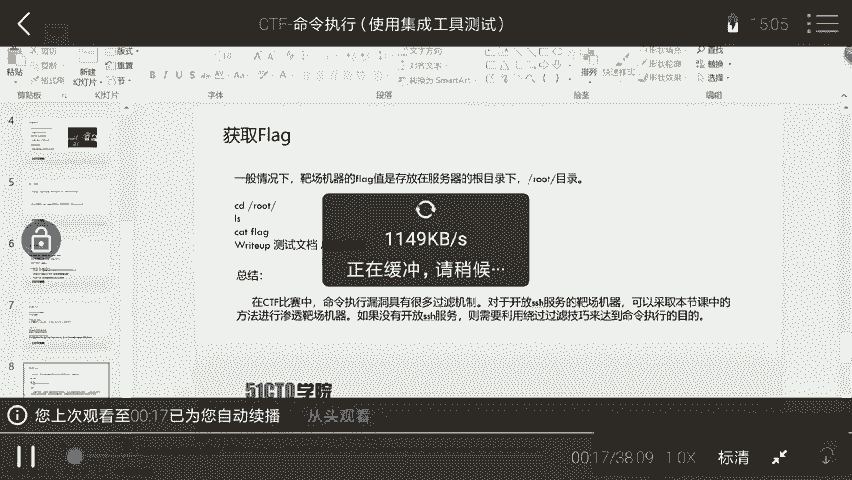 CTF-命令执行(使用集成工具测试)
15:05
剪切
版式
文字方向
形状填充
查找
粘贴
复制
新建
重置
对齐文本
排列
快速样式
形状轮廓
替换
格式刷
幻灯片
节
转换为 SmartArt
形状效果
选择
剪贴板
幻灯片
字体
段落
绘图
编辑
4
5
6
7
8
获取Flag
一般情况下,靶场机器的flag值是存放在服务器的根目录下,/root/目录。
cd /root/
ls
cat flag
Writeup 测试文档
总结:
在CTF比赛中,命令执行漏洞具有很多过滤机制。对于开放ssh服务的靶场机器,可以采取本节课中的
方法进行渗透靶场机器。如果没有开放ssh服务,则需要利用绕过过滤技巧来达到命令执行的目的。
1149KB/s
正在缓冲,请稍候…
51CTO学院
您上次观看至00:17已为您自动续播 从头观看
00:17/38:09 1.0X 标清